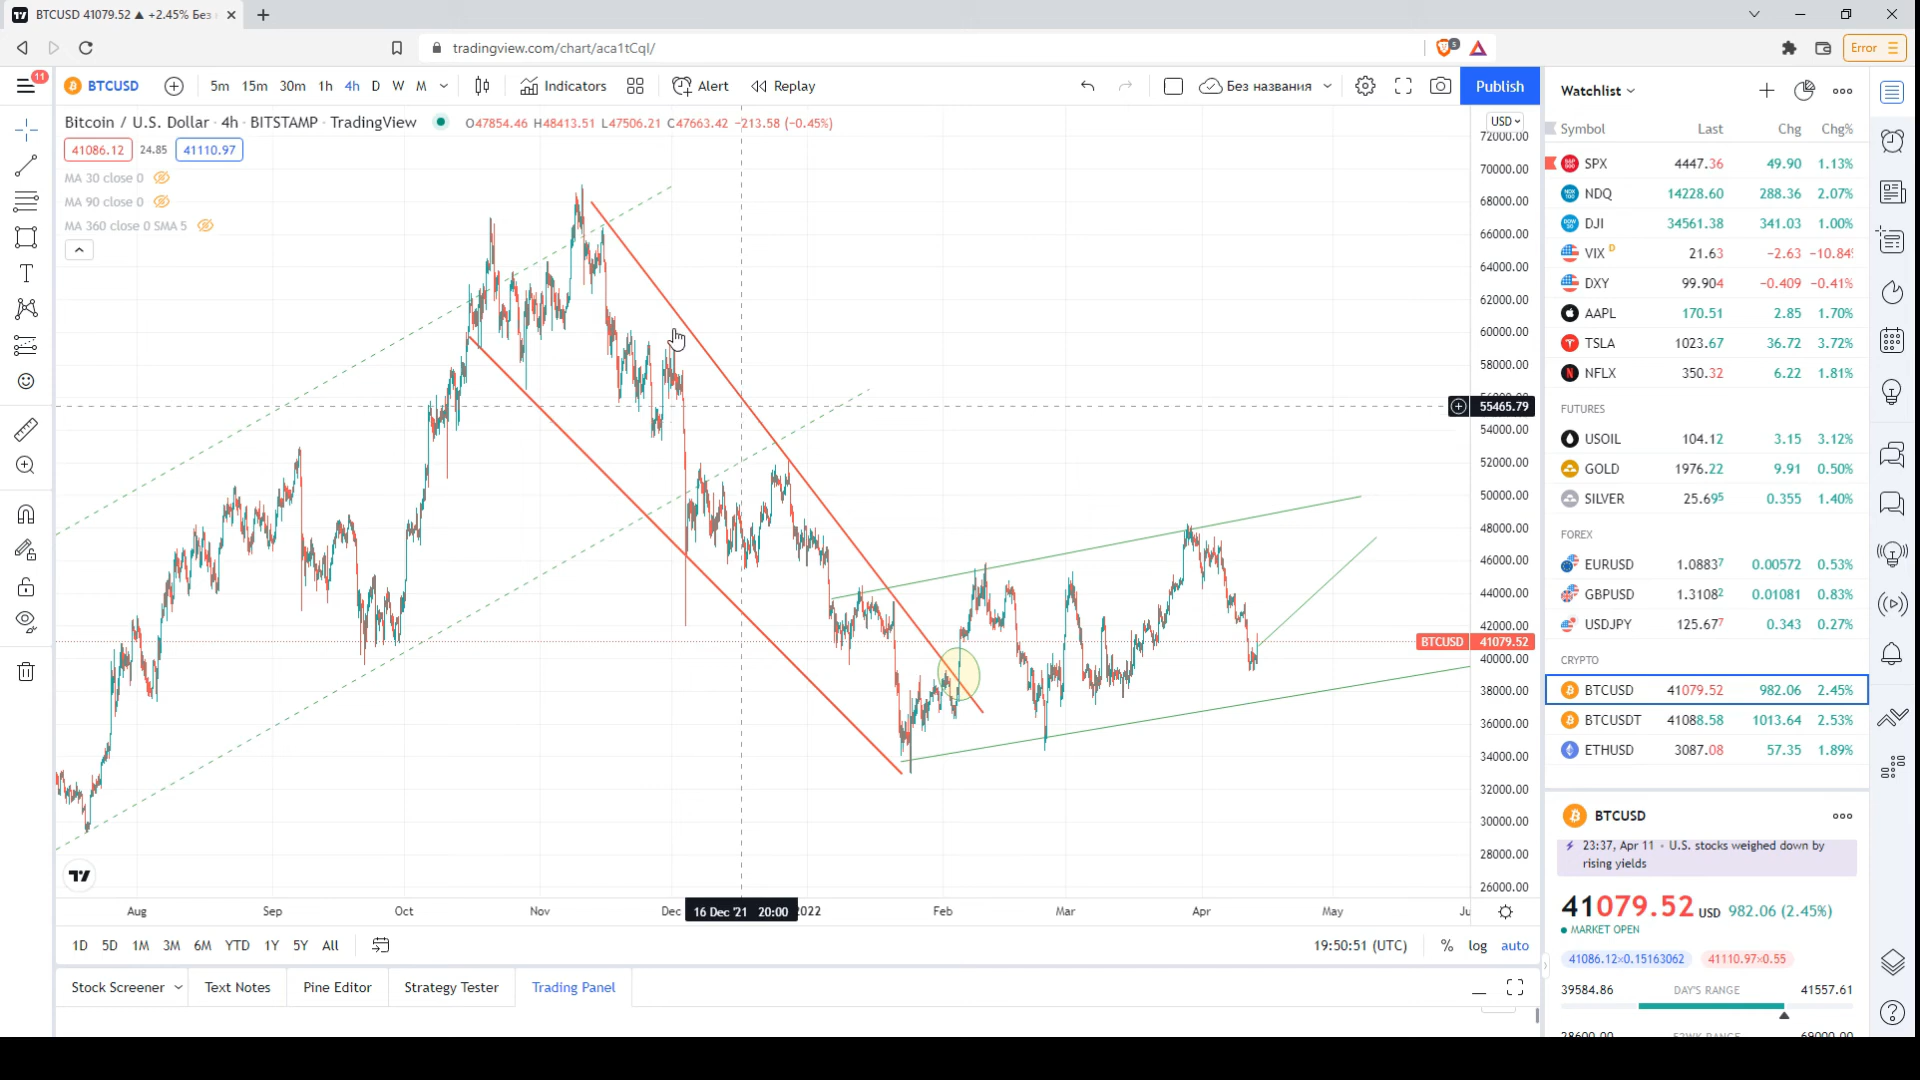 BTCUSD 41079.52 ▲ +2.45% Без
tradingview.com/chart/aca1tCqI/
5
Error
11
BTCUSD
5m 15m 30m 1h 4h D W M
Indicators
Alert
Replay
Без названия
Publish
Bitcoin / U.S. Dollar · 4h · BITSTAMP · TradingView
O47854.46 H48413.51 L47506.21 C47663.42 −213.58 (−0.45%)
41086.12 24.85 41110.97
MA 30 close 0
MA 90 close 0
MA 360 close 0 SMA 5
USD
72000.00
70000.00
68000.00
66000.00
64000.00
62000.00
60000.00
58000.00
55465.79
54000.00
52000.00
50000.00
48000.00
46000.00
44000.00
42000.00
BTCUSD 41079.52
40000.00
38000.00
36000.00
34000.00
32000.00
30000.00
28000.00
26000.00
Aug Sep Oct Nov Dec 16 Dec '21 20:00 2022 Feb Mar Apr May
1D 5D 1M 3M 6M YTD 1Y 5Y All
19:50:51 (UTC) % log auto
Stock Screener Text Notes Pine Editor Strategy Tester Trading Panel
Watchlist
Symbol Last Chg Chg%
SPX 4447.36 49.90 1.13%
NDQ 14228.60 288.36 2.07%
DJI 34561.38 341.03 1.00%
VIX D 21.63 −2.63 −10.84
DXY 99.904 −0.409 −0.41%
AAPL 170.51 2.85 1.70%
TSLA 1023.67 36.72 3.72%
NFLX 350.32 6.22 1.81%
FUTURES
USOIL 104.12 3.15 3.12%
GOLD 1976.22 9.91 0.50%
SILVER 25.695 0.355 1.40%
FOREX
EURUSD 1.08837 0.00572 0.53%
GBPUSD 1.31082 0.01081 0.83%
USDJPY 125.677 0.343 0.27%
CRYPTO
BTCUSD 41079.52 982.06 2.45%
BTCUSDT 41088.58 1013.64 2.53%
ETHUSD 3087.08 57.35 1.89%
BTCUSD
23:37, Apr 11 · U.S. stocks weighed down by
rising yields
41079.52 USD 982.06 (2.45%)
MARKET OPEN
41086.12×0.15163062 41110.97×0.55
39584.86 DAY'S RANGE 41557.61
28600.00 52WK RANGE 69000.00